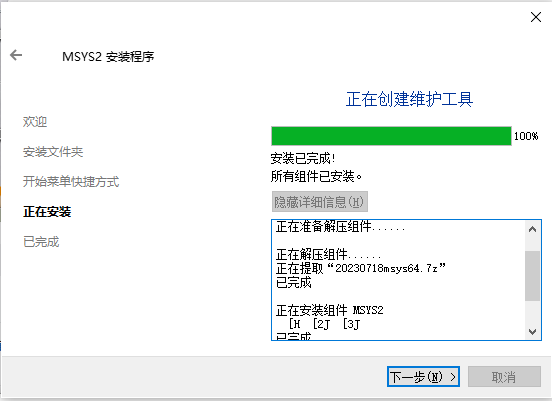 MSYS2 安装程序
欢迎
安装文件夹
开始菜单快捷方式
正在安装
已完成
正在创建维护工具
100%
安装已完成!
所有组件已安装。
隐藏详细信息(H)
正在准备解压组件......
正在解压组件......
正在提取“20230718msys64.7z”
已完成
正在安装组件 MSYS2
[H [2J [3J
已完成
下一步(N) >
取消